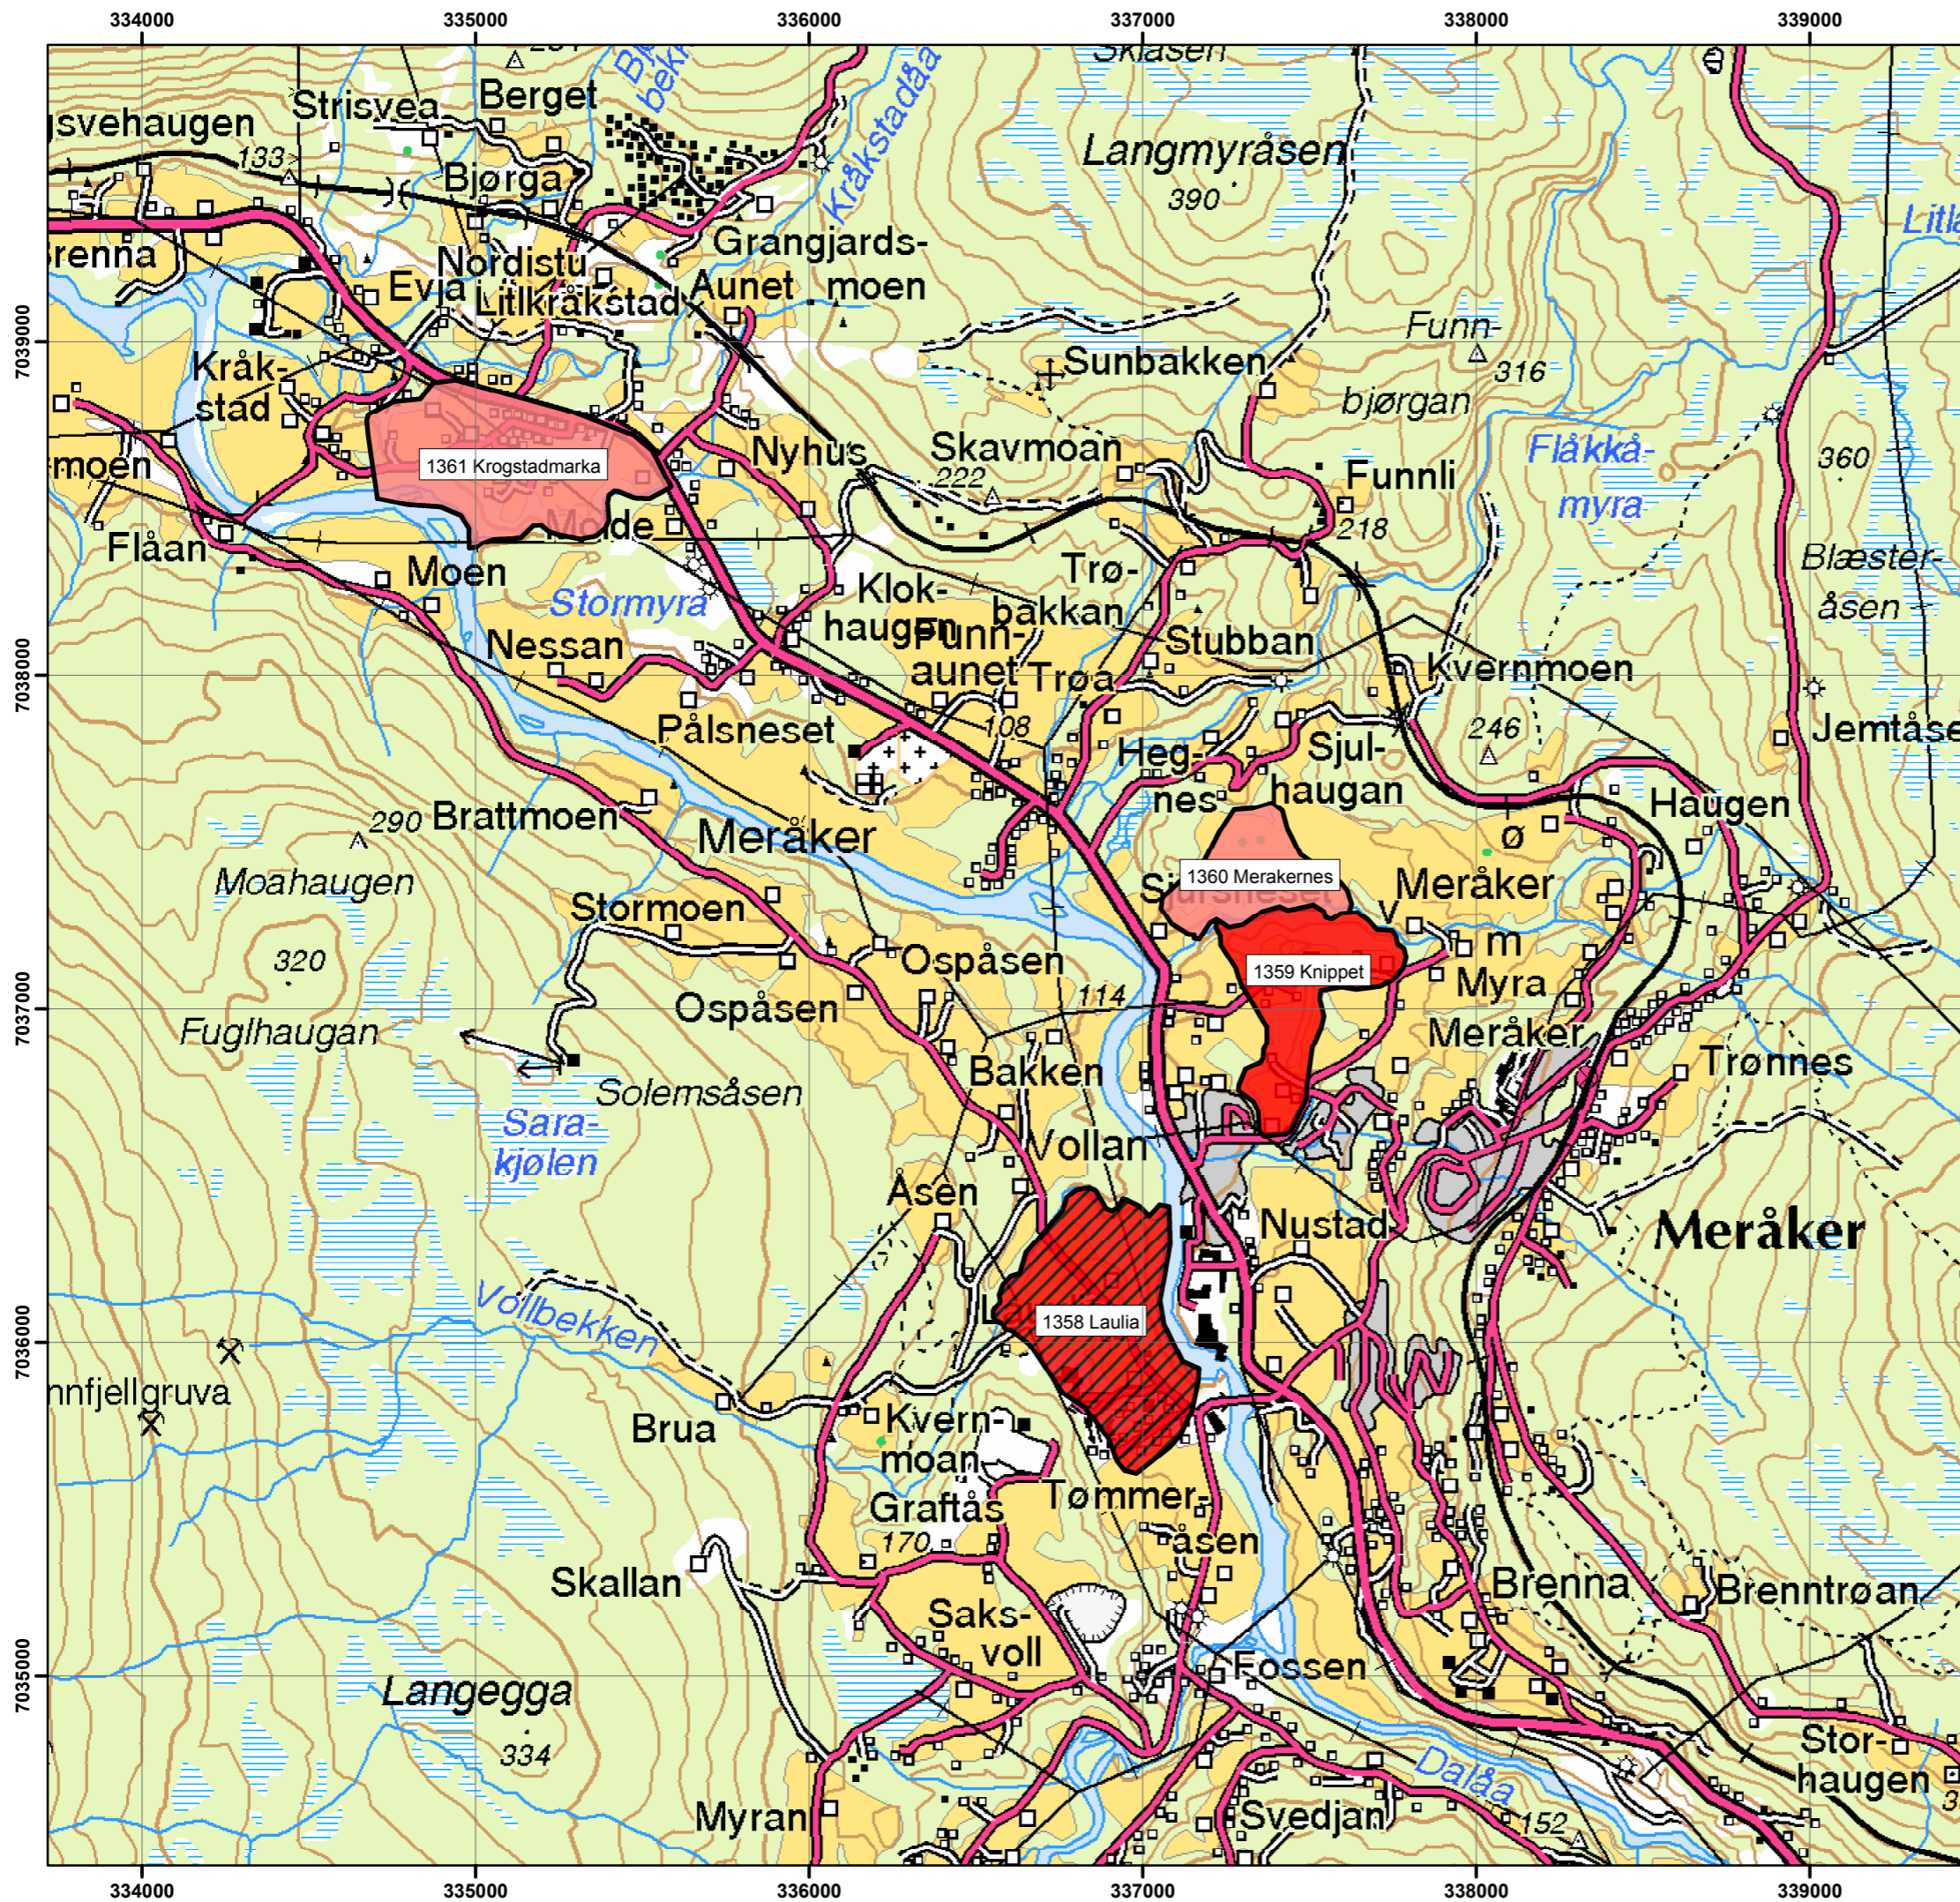 334000 335000 336000 337000 338000 339000
Sklåsen
Strisvea
Berget
Kråkstadåa
Langmyråsen
390
133
Bjørga
Grangjards-
moen
Nordistu
Evja
Litlkråkstad
Aunet
7039000
Kråk-
stad
Sunbakken
Funn-
bjørgan
316
1361 Krogstadmarka
Nyhus
Skavmoan
222
Funnli
218
Flåkkå-
myra
360
Flåan
Moen
Stormyra
Klok-
haugen
Trø-
bakkan
Blæster-
åsen
Nessan
Funn-
aunet
Trøa
Stubban
Kvernmoen
7038000
Pålsneset
108
Heg-
nes
Sjul-
haugan
246
Brattmoen
Meråker
Haugen
290
Moahaugen
1360 Merakernes
Meråker
ø
v
m
Stormoen
Ospåsen
320
1359 Knippet
Myra
7037000
Ospåsen
114
Fuglhaugan
Meråker
Solemsåsen
Bakken
Trønnes
Sara-
kjølen
Vollan
Åsen
Nustad
Meråker
Vollbekken
1358 Laulia
7036000
Brua
Kvern-
moan
Graftås
170
Tømmer-
åsen
Skallan
Brenna
Brenntrøan
Saks-
voll
Fossen
7035000
Langegga
334
Dalåa
Stor-
haugen
Myran
Svedjan
152
334000 335000 336000 337000 338000 339000